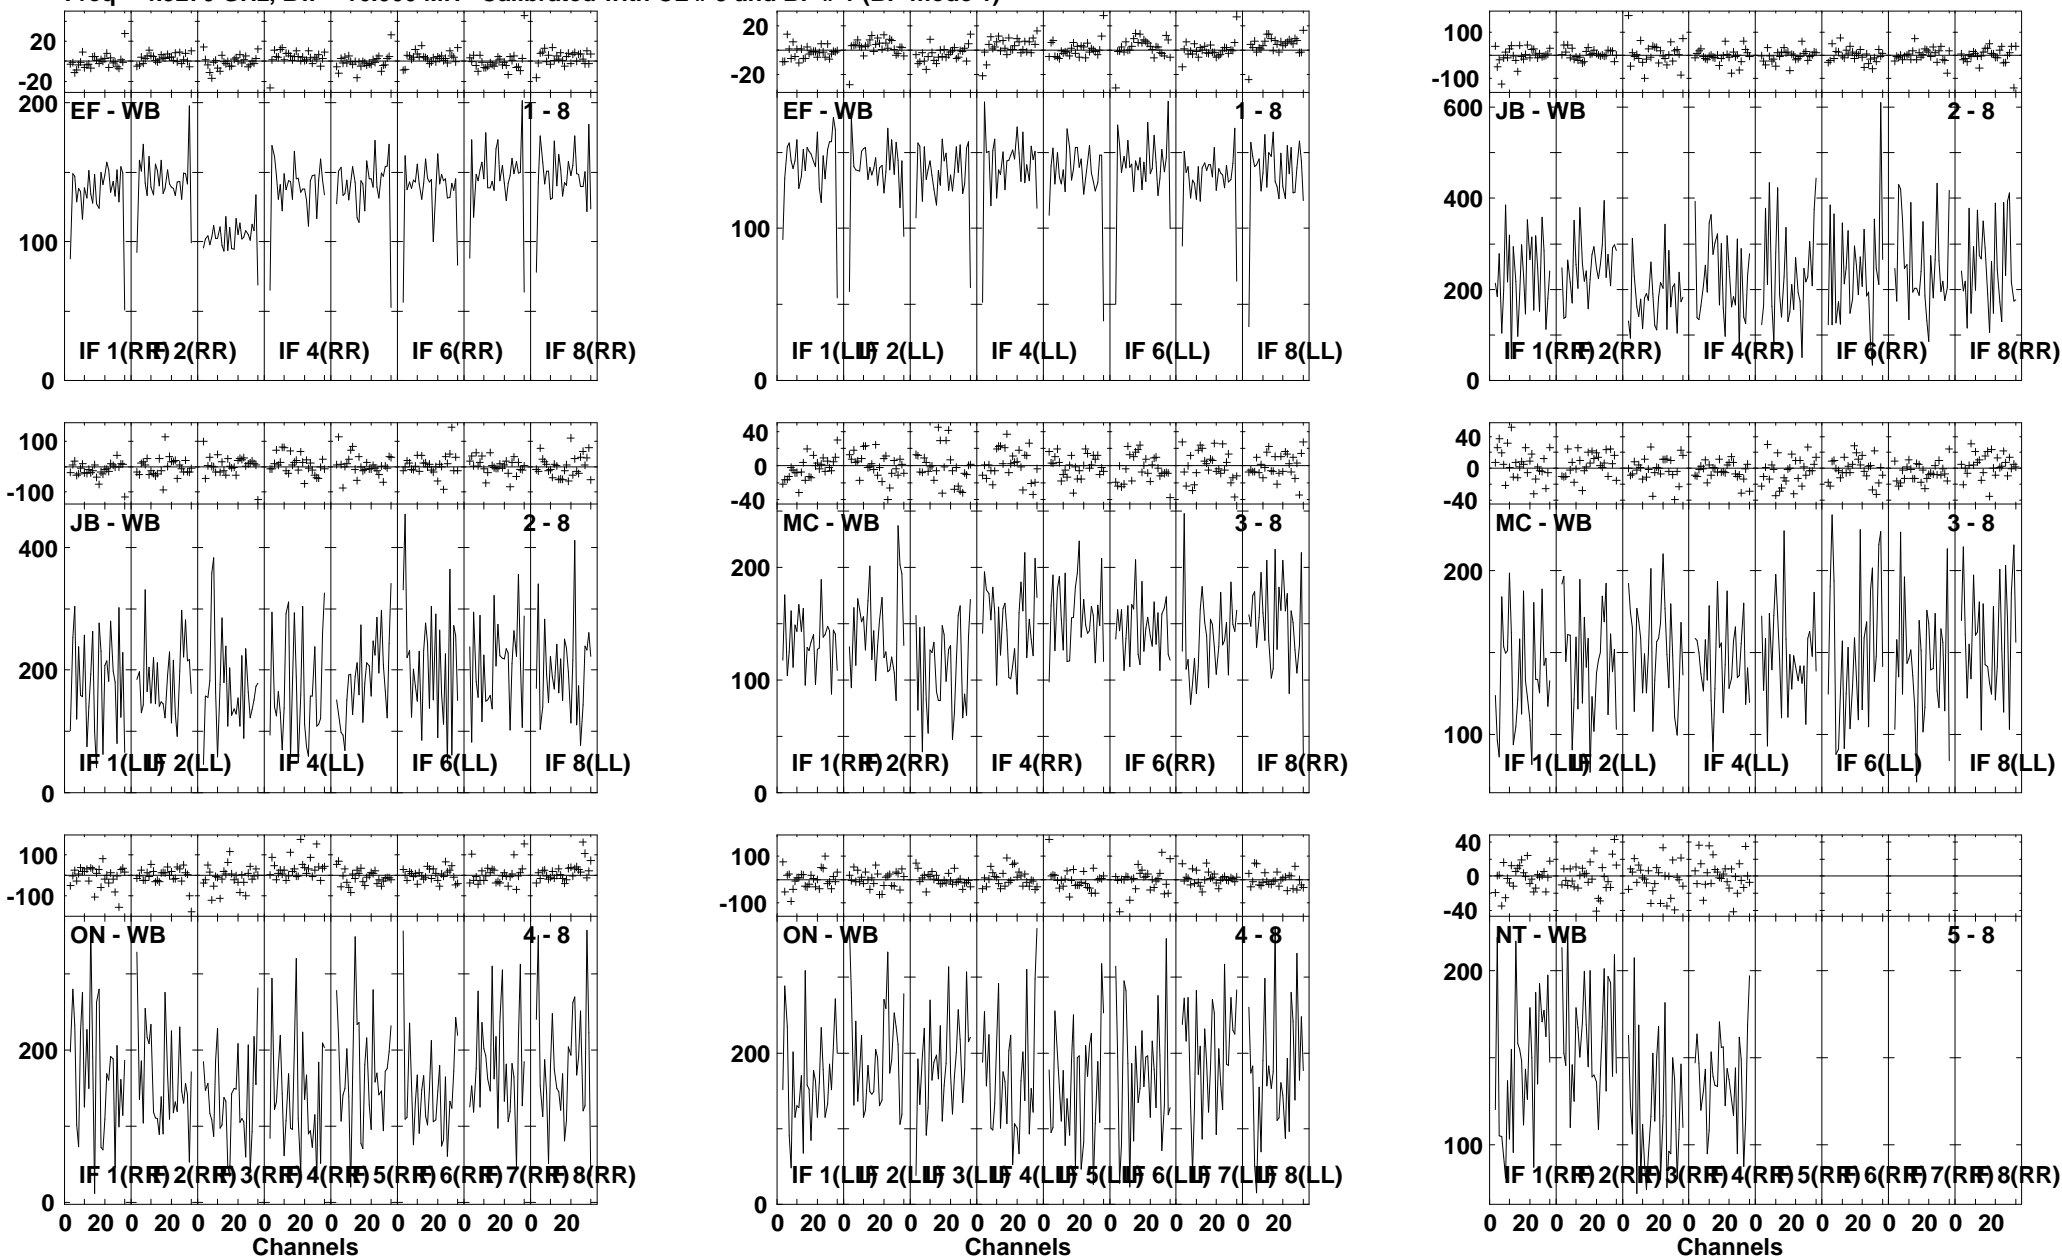 20
-20
200
100
0
EF - WB
1 - 8
IF 1(RR)
IF 2(RR)
IF 4(RR)
IF 6(RR)
IF 8(RR)
20
-20
100
0
EF - WB
1 - 8
IF 1(LL)
IF 2(LL)
IF 4(LL)
IF 6(LL)
IF 8(LL)
100
-100
600
400
200
0
JB - WB
2 - 8
IF 1(RR)
IF 2(RR)
IF 4(RR)
IF 6(RR)
IF 8(RR)
100
-100
400
200
0
JB - WB
2 - 8
IF 1(LL)
IF 2(LL)
IF 4(LL)
IF 6(LL)
IF 8(LL)
40
0
-40
200
100
0
MC - WB
3 - 8
IF 1(RR)
IF 2(RR)
IF 4(RR)
IF 6(RR)
IF 8(RR)
40
0
-40
200
100
MC - WB
3 - 8
IF 1(LL)
IF 2(LL)
IF 4(LL)
IF 6(LL)
IF 8(LL)
100
-100
200
0
ON - WB
4 - 8
IF 1(RR)
IF 2(RR)
IF 3(RR)
IF 4(RR)
IF 5(RR)
IF 6(RR)
IF 7(RR)
IF 8(RR)
0 20 0 20 0 20 0 20 0 20 0 20 0 20 0 20
Channels
100
-100
200
0
ON - WB
4 - 8
IF 1(LL)
IF 2(LL)
IF 3(LL)
IF 4(LL)
IF 5(LL)
IF 6(LL)
IF 7(LL)
IF 8(LL)
0 20 0 20 0 20 0 20 0 20 0 20 0 20 0 20
Channels
40
0
-40
200
100
NT - WB
5 - 8
IF 1(RR)
IF 2(RR)
IF 3(RR)
IF 4(RR)
IF 5(RR)
IF 6(RR)
IF 7(RR)
IF 8(RR)
0 20 0 20 0 20 0 20 0 20 0 20 0 20 0 20
Channels